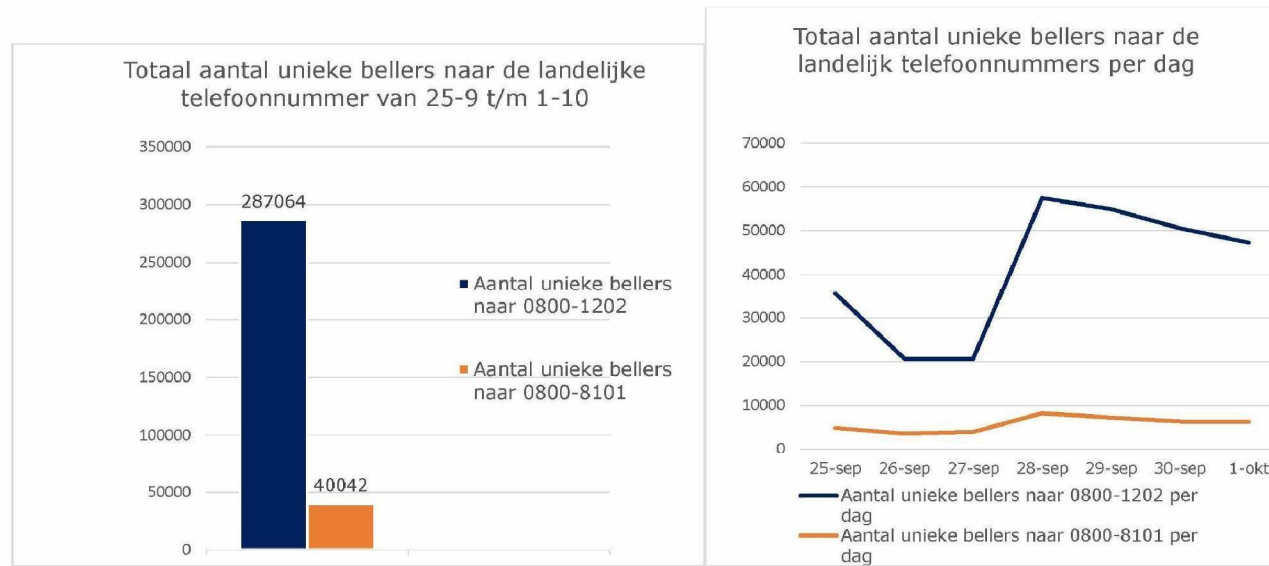 Totaal aantal unieke bellers naar de landelijke
telefoonnummer van 25-9 t/m 1-10
350000
300000
250000
200000
150000
100000
50000
0
287064
40042
Aantal unieke bellers
naar 0800-1202
Aantal unieke bellers
naar 0800-8101
Totaal aantal unieke bellers naar de
landelijk telefoonnummers per dag
70000
60000
50000
40000
30000
20000
10000
0
25-sep 26-sep 27-sep 28-sep 29-sep 30-sep 1-okt
Aantal unieke bellers naar 0800-1202 per
dag
Aantal unieke bellers naar 0800-8101 per
dag